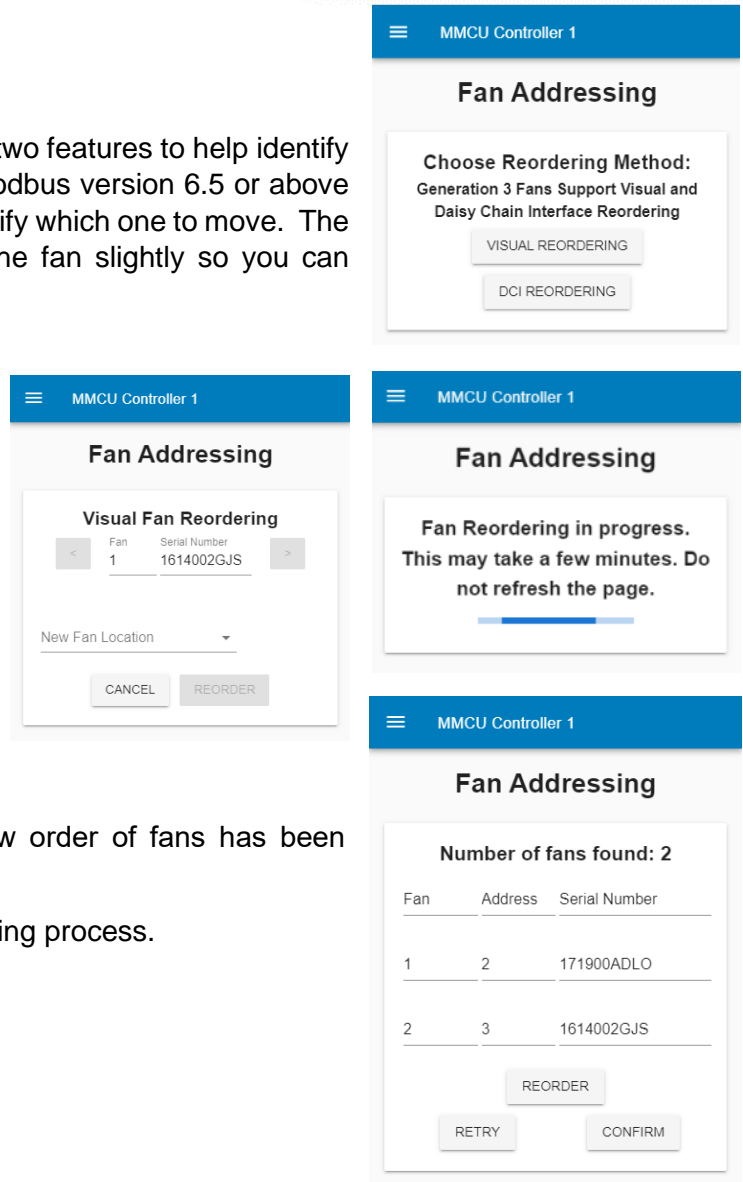 MMCU Controller 1
Fan Addressing
Choose Reordering Method:
Generation 3 Fans Support Visual and
Daisy Chain Interface Reordering
VISUAL REORDERING
DCI REORDERING
two features to help identify
odbus version 6.5 or above
ify which one to move. The
ne fan slightly so you can
MMCU Controller 1
Fan Addressing
Visual Fan Reordering
Fan Serial Number
< 1 1614002GJS >
New Fan Location
CANCEL REORDER
MMCU Controller 1
Fan Addressing
Fan Reordering in progress.
This may take a few minutes. Do
not refresh the page.
w order of fans has been
ing process.
MMCU Controller 1
Fan Addressing
Number of fans found: 2
Fan Address Serial Number
1 2 171900ADLO
2 3 1614002GJS
REORDER
RETRY CONFIRM